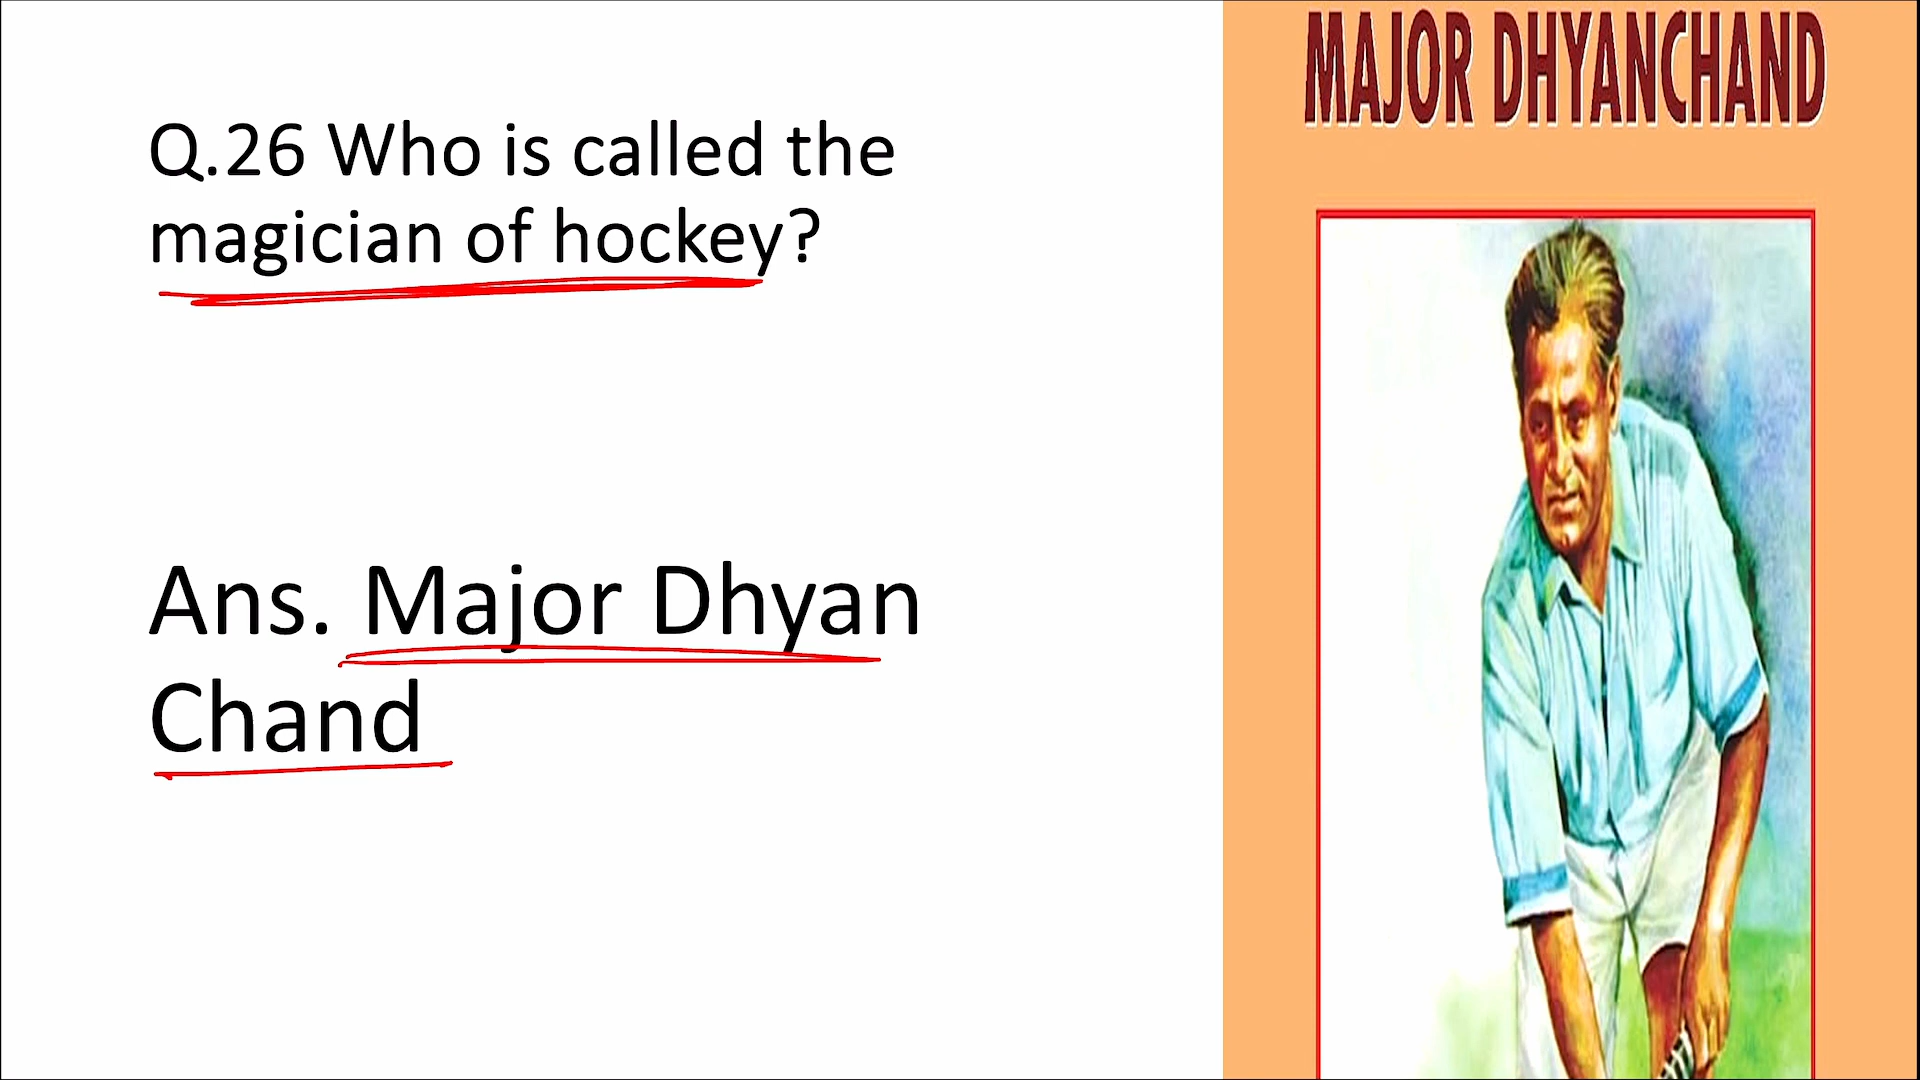 Q.26 Who is called the
magician of hockey?
Ans. Major Dhyan
Chand
MAJOR DHYANCHAND